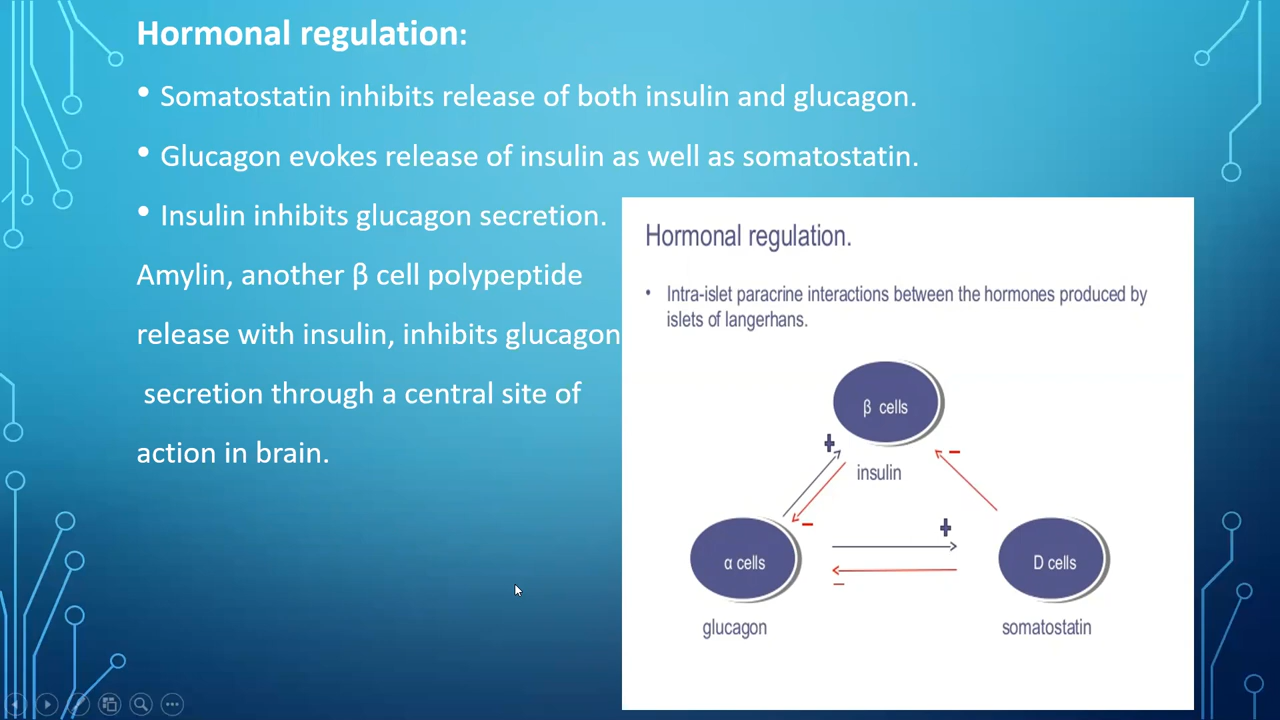 Hormonal regulation:
• Somatostatin inhibits release of both insulin and glucagon.
• Glucagon evokes release of insulin as well as somatostatin.
• Insulin inhibits glucagon secretion.
Amylin, another β cell polypeptide
release with insulin, inhibits glucagon
secretion through a central site of
action in brain.
Hormonal regulation.
• Intra-islet paracrine interactions between the hormones produced by
islets of langerhans.
β cells
+
−
insulin
−
+
α cells
D cells
−
glucagon
somatostatin